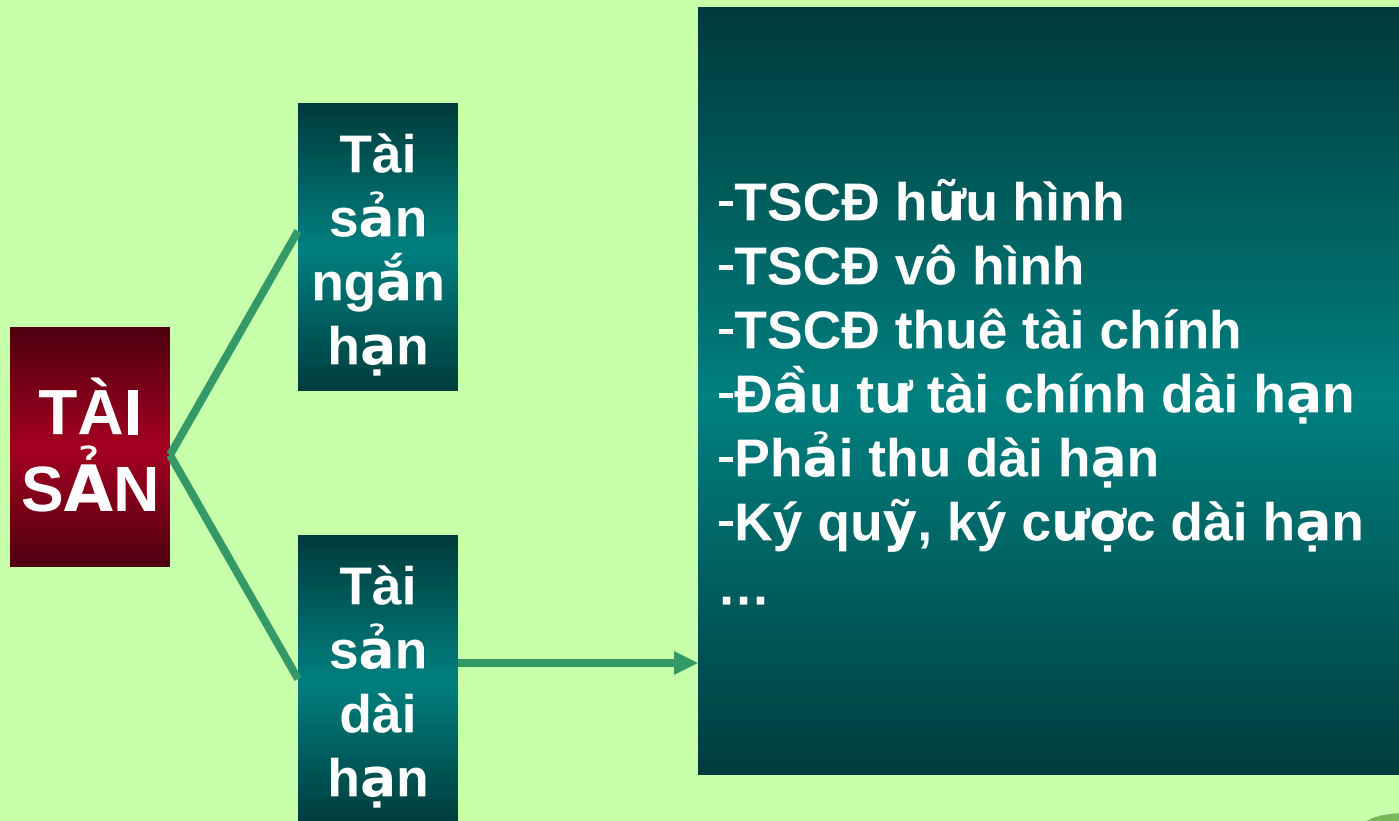 TÀI
SẢN
Tài
sản
ngắn
hạn
Tài
sản
dài
hạn
-TSCĐ hữu hình
-TSCĐ vô hình
-TSCĐ thuê tài chính
-Đầu tư tài chính dài hạn
-Phải thu dài hạn
-Ký quỹ, ký cược dài hạn
…